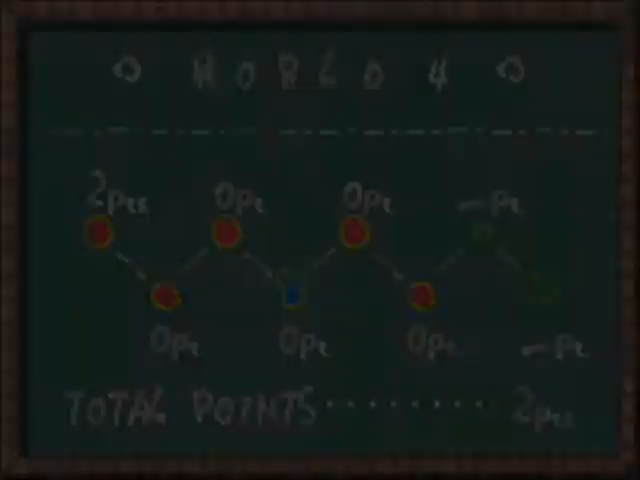 WORLD 4
2pts 0pt 0pt —pt
0pt 0pt 0pt —pt
TOTAL POINTS ········ 2pts